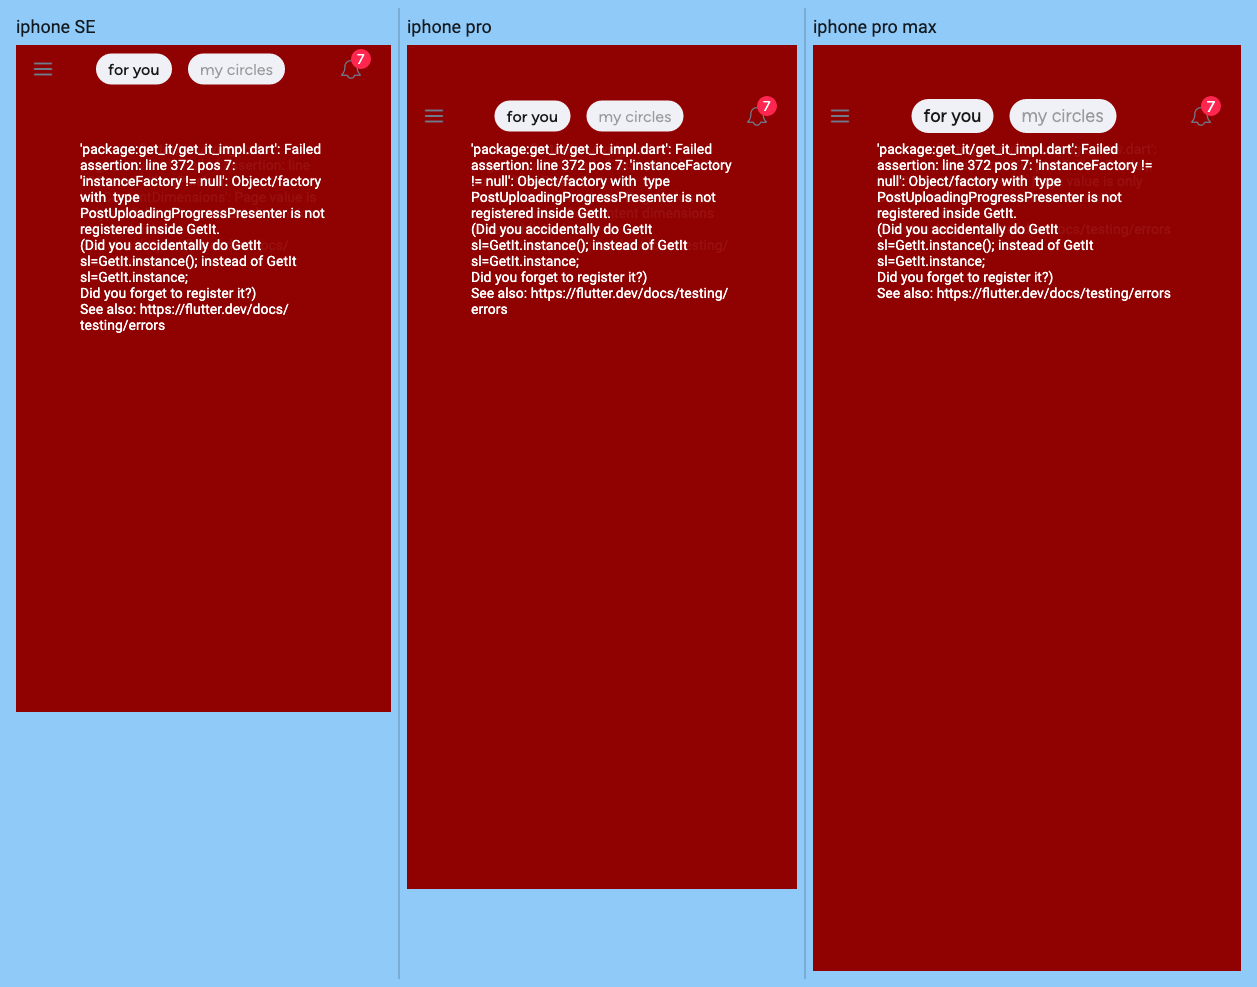 iphone SE
for you
my circles
7
'package:get_it/get_it_impl.dart': Failed
assertion: line 372 pos 7:
'instanceFactory != null': Object/factory
with  type
PostUploadingProgressPresenter is not
registered inside GetIt.
(Did you accidentally do GetIt
sl=GetIt.instance(); instead of GetIt
sl=GetIt.instance;
Did you forget to register it?)
See also: https://flutter.dev/docs/
testing/errors
iphone pro
for you
my circles
7
'package:get_it/get_it_impl.dart': Failed
assertion: line 372 pos 7: 'instanceFactory
!= null': Object/factory with  type
PostUploadingProgressPresenter is not
registered inside GetIt.
(Did you accidentally do GetIt
sl=GetIt.instance(); instead of GetIt
sl=GetIt.instance;
Did you forget to register it?)
See also: https://flutter.dev/docs/testing/
errors
iphone pro max
for you
my circles
7
'package:get_it/get_it_impl.dart': Failed
assertion: line 372 pos 7: 'instanceFactory !=
null': Object/factory with  type
PostUploadingProgressPresenter is not
registered inside GetIt.
(Did you accidentally do GetIt
sl=GetIt.instance(); instead of GetIt
sl=GetIt.instance;
Did you forget to register it?)
See also: https://flutter.dev/docs/testing/errors